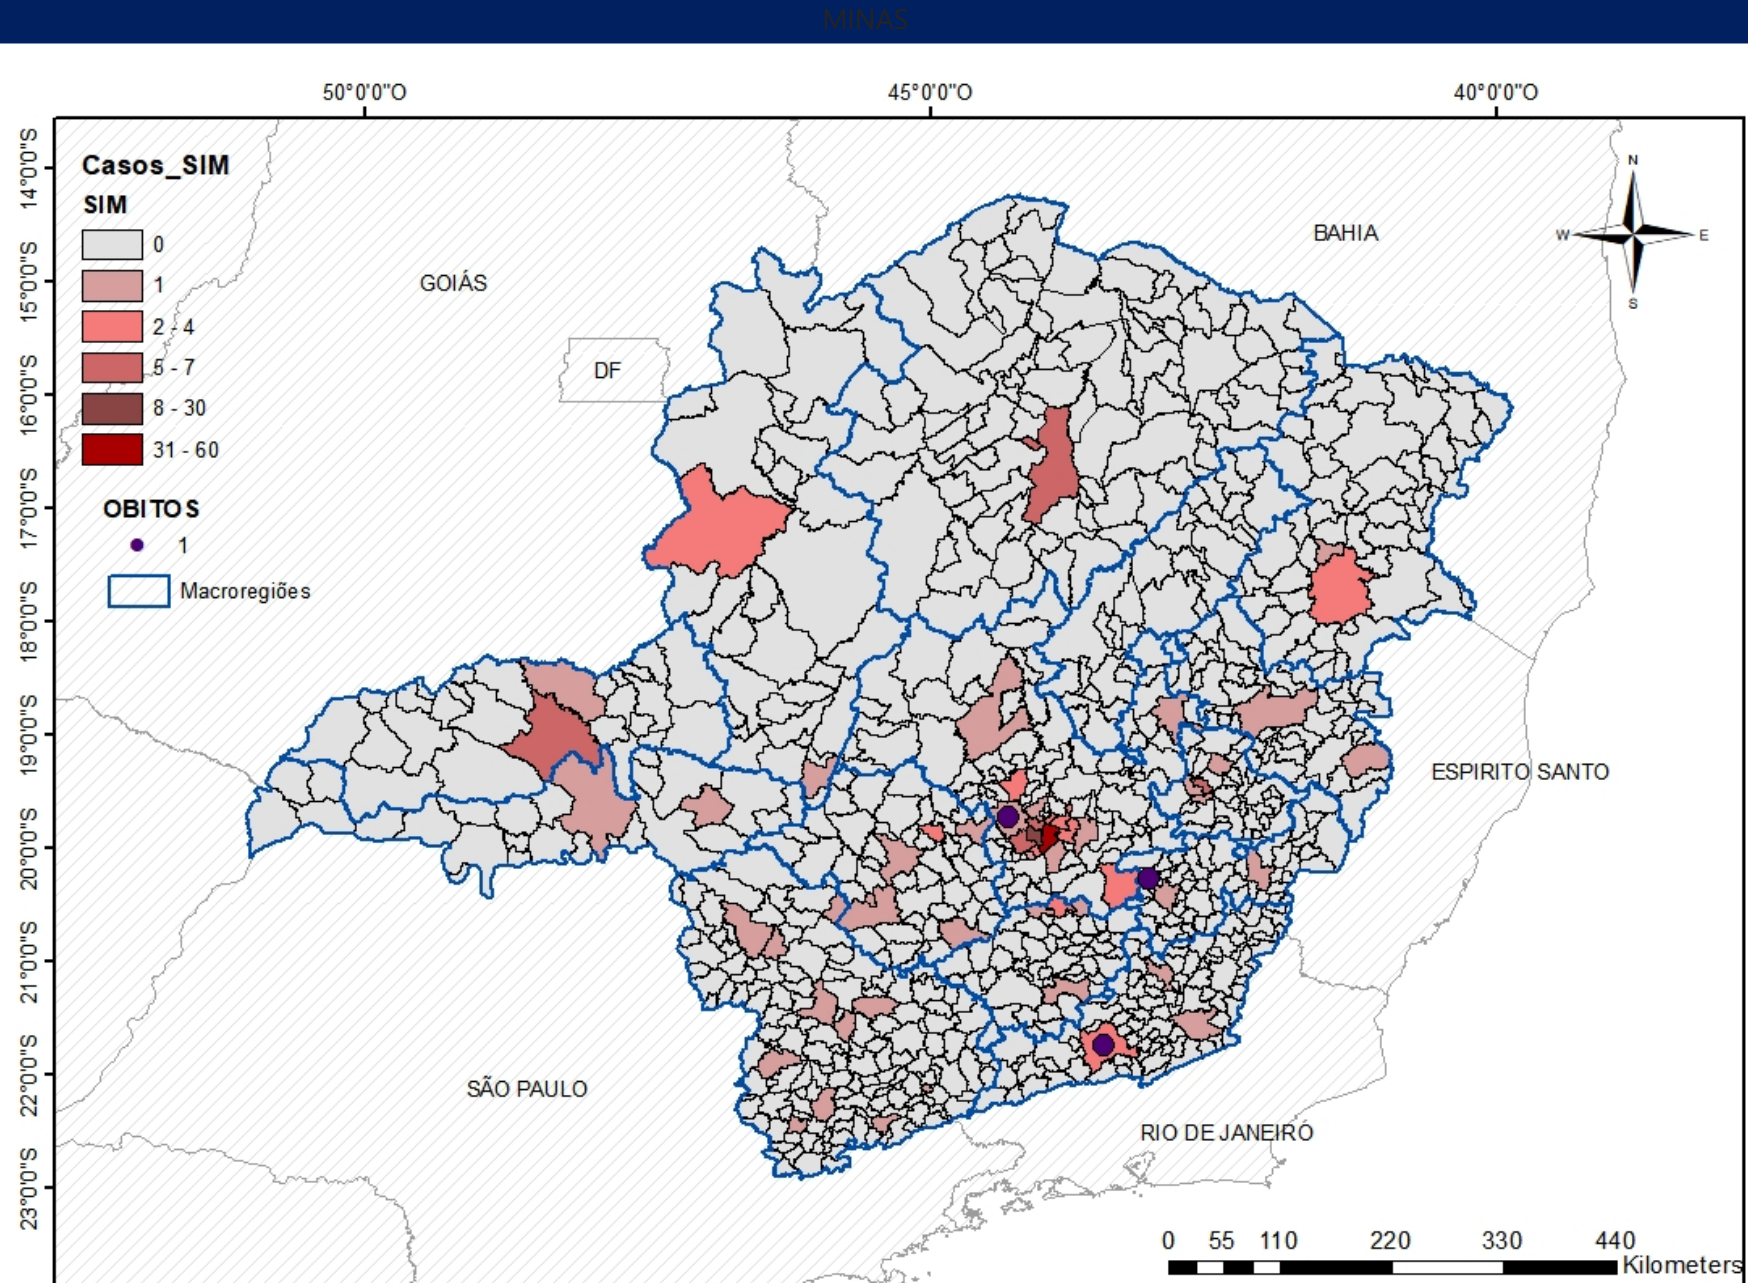 MINAS
50°0'0"O 45°0'0"O 40°0'0"O
14°0'0"S
15°0'0"S
16°0'0"S
17°0'0"S
18°0'0"S
19°0'0"S
20°0'0"S
21°0'0"S
22°0'0"S
23°0'0"S
Casos_SIM
SIM
0
1
2 - 4
5 - 7
8 - 30
31 - 60
OBITOS
1
Macroregiões
N
W E
S
BAHIA
GOIÁS
DF
ESPIRITO SANTO
SÃO PAULO
RIO DE JANEIRO
0 55 110 220 330 440
Kilometers